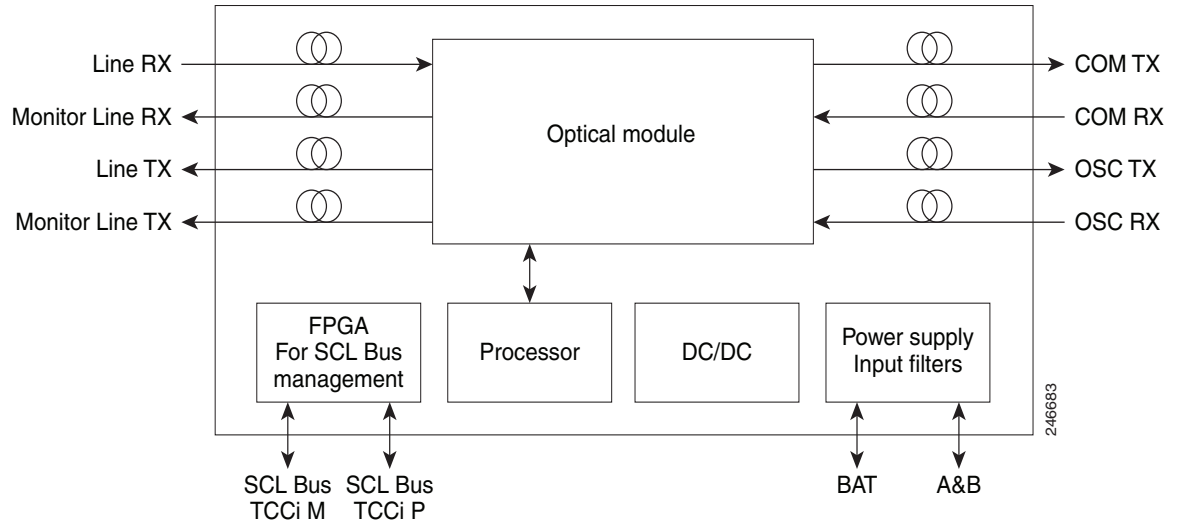 Line RX
Monitor Line RX
Line TX
Monitor Line TX
Optical module
COM TX
COM RX
OSC TX
OSC RX
FPGA
For SCL Bus
management
Processor
DC/DC
Power supply
Input filters
SCL Bus
TCCi M
SCL Bus
TCCi P
BAT
A&B
246683